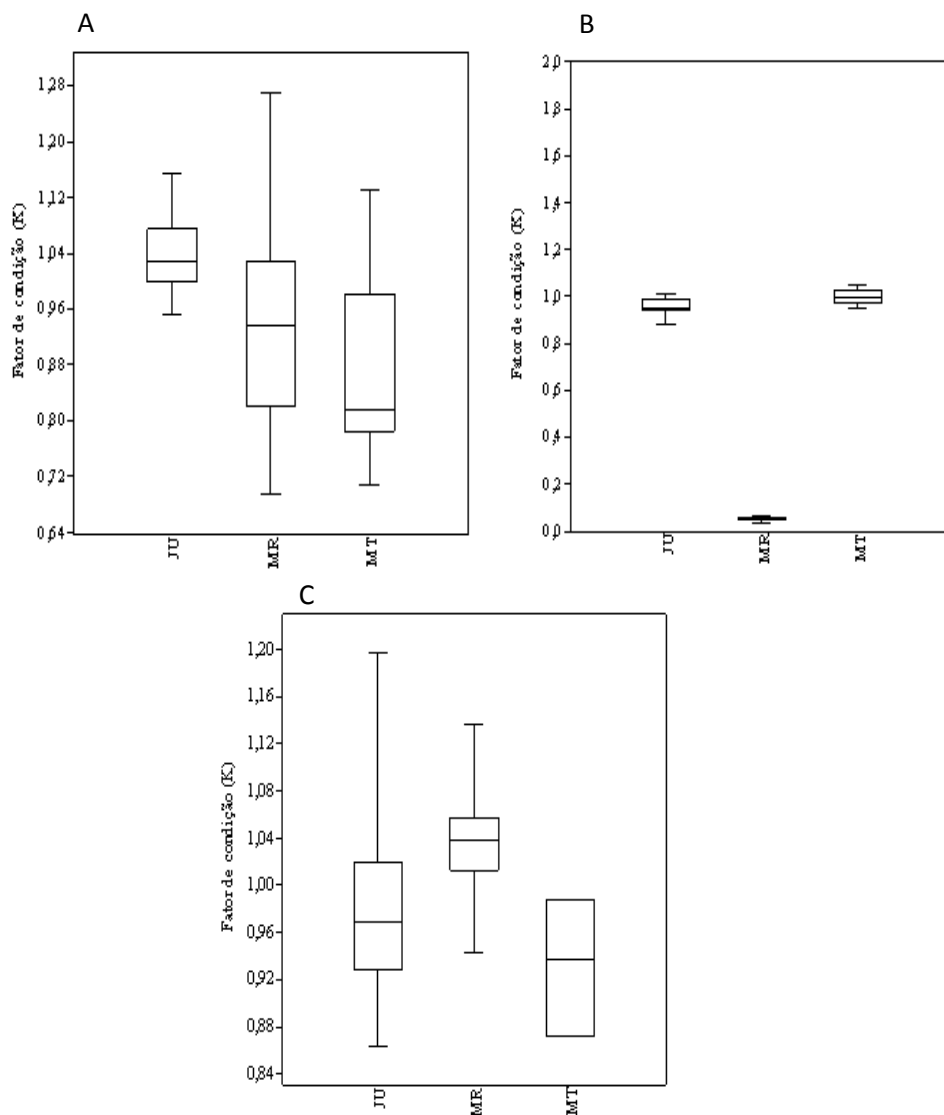 A
Fator de condição (K)
1,28
1,20
1,12
1,04
0,96
0,88
0,80
0,72
0,64
JU
MR
MT
B
Fator de condição (K)
2,0
1,8
1,6
1,4
1,2
1,0
0,8
0,6
0,4
0,2
0,0
JU
MR
MT
C
Fator de condição (K)
1,20
1,16
1,12
1,08
1,04
1,00
0,96
0,92
0,88
0,84
JU
MR
MT